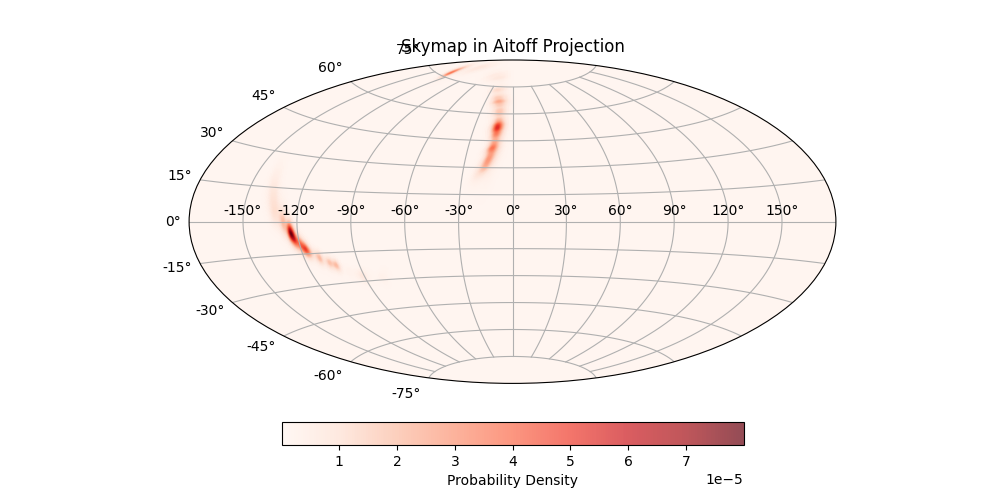 Skymap in Aitoff Projection
75°
60°
45°
30°
15°
-150° -120° -90° -60° -30° 0° 30° 60° 90° 120° 150°
0°
-15°
-30°
-45°
-60°
-75°
1 2 3 4 5 6 7
1e−5
Probability Density